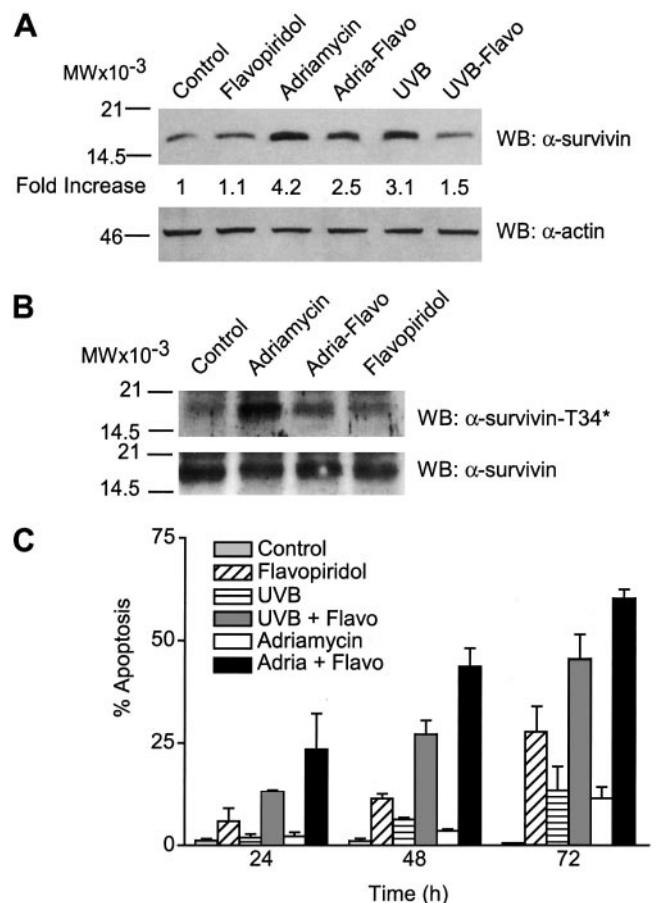 A
MWx10-3
Control
Flavopiridol
Adriamycin
Adria-Flavo
UVB
UVB-Flavo
21
14.5
WB: α-survivin
Fold Increase 1 1.1 4.2 2.5 3.1 1.5
46
WB: α-actin
B
MWx10-3
Control
Adriamycin
Adria-Flavo
Flavopiridol
21
14.5
WB: α-survivin-T34*
21
14.5
WB: α-survivin
C
75
50
25
0
% Apoptosis
Control
Flavopiridol
UVB
UVB + Flavo
Adriamycin
Adria + Flavo
24 48 72
Time (h)